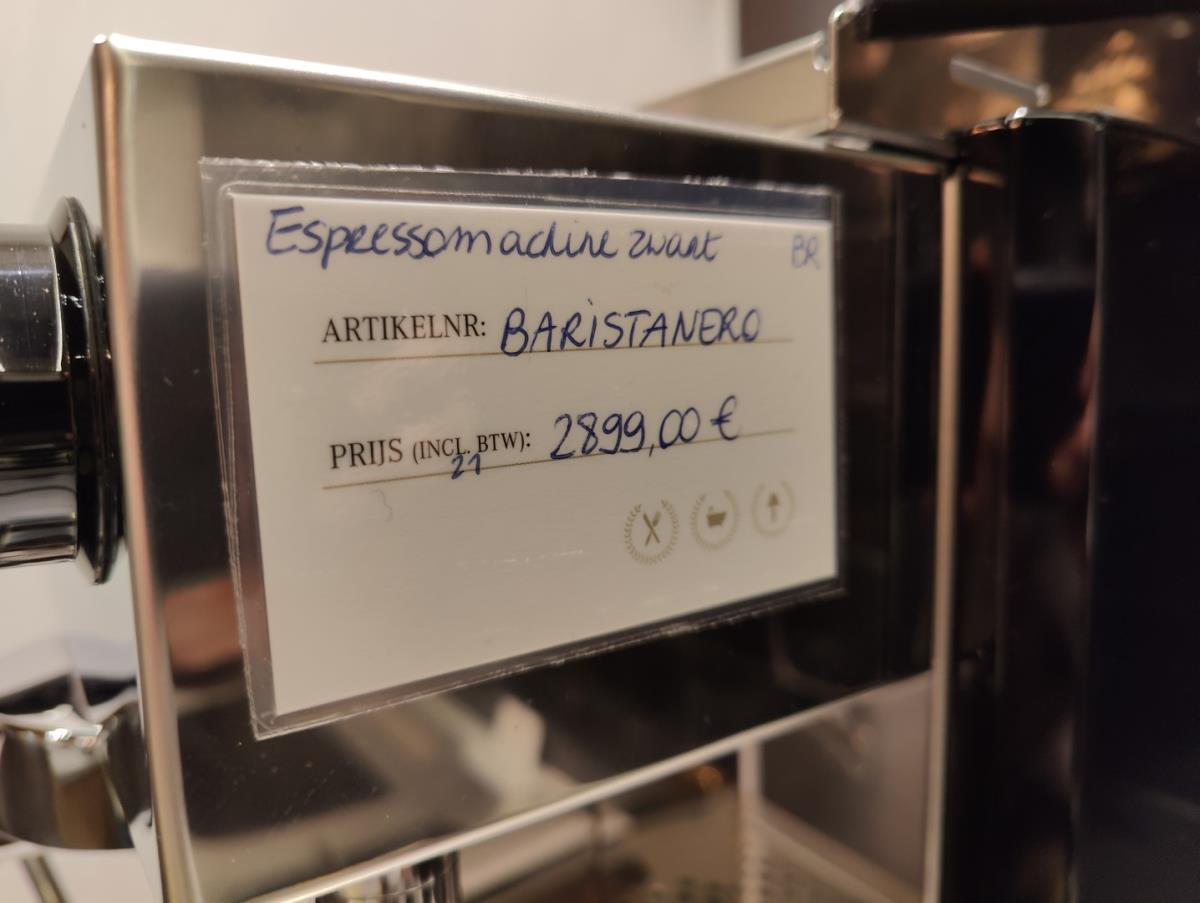 Espressomachine zwart BR
ARTIKELNR: BARISTANERO
PRIJS (INCL. BTW): 2899,00 €
21